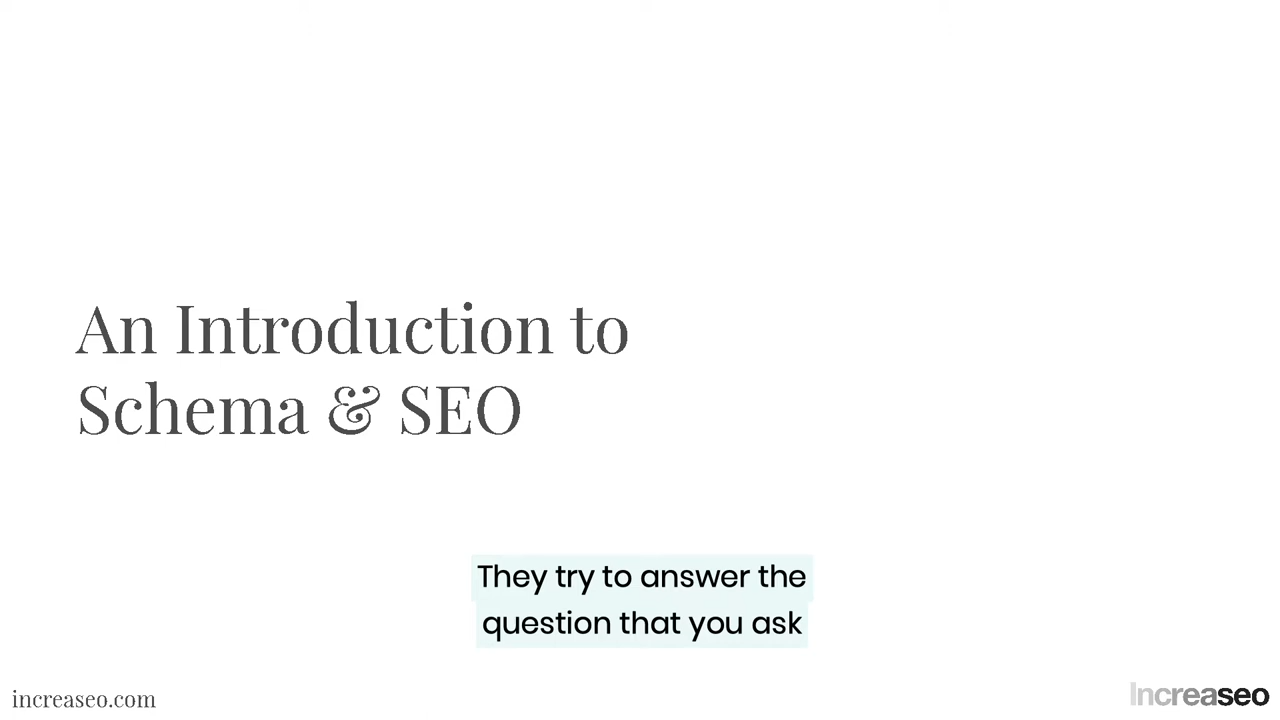 An Introduction to
Schema & SEO
They try to answer the
question that you ask
increaseo.com
Increaseo